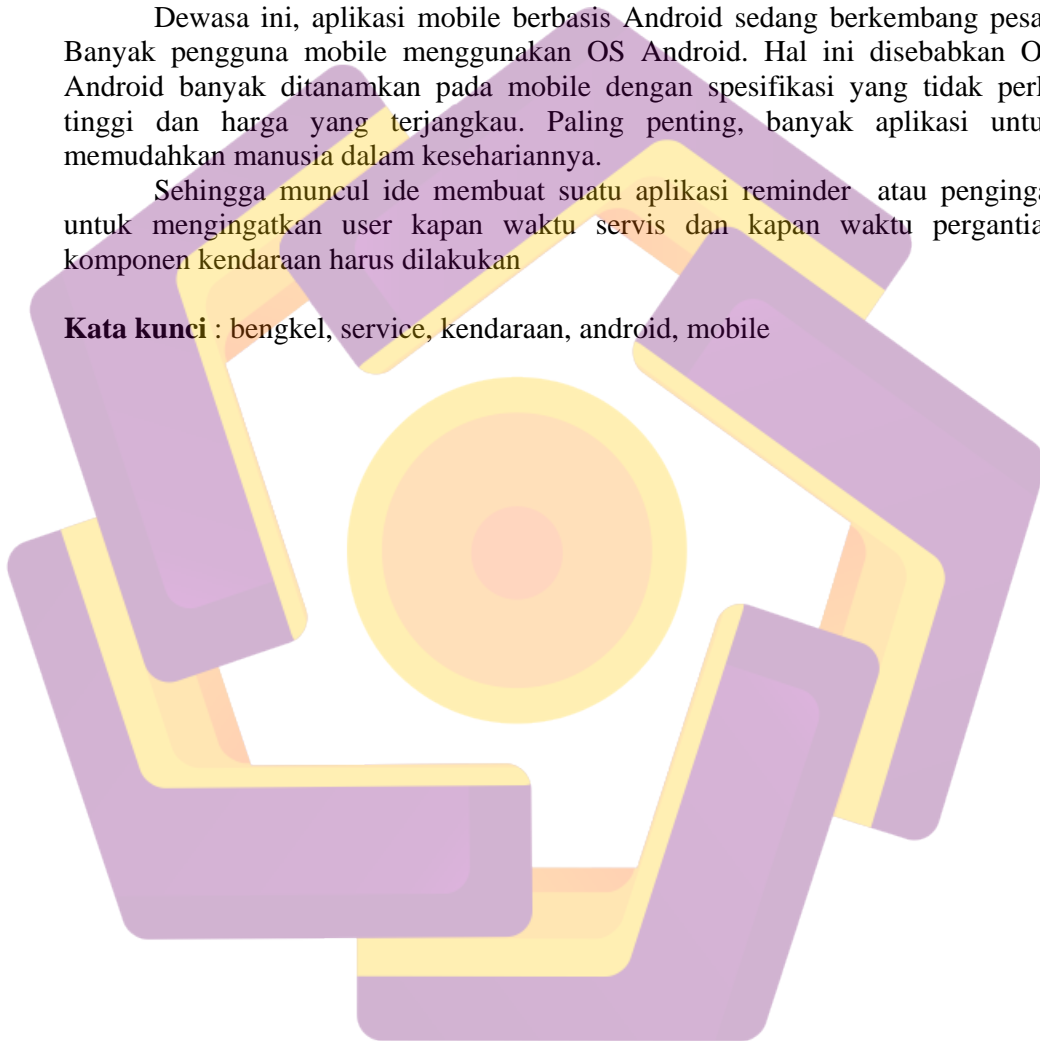 Dewasa ini, aplikasi mobile berbasis Android sedang berkembang pesa
Banyak pengguna mobile menggunakan OS Android. Hal ini disebabkan O
Android banyak ditanamkan pada mobile dengan spesifikasi yang tidak perl
tinggi dan harga yang terjangkau. Paling penting, banyak aplikasi untu
memudahkan manusia dalam kesehariannya.
Sehingga muncul ide membuat suatu aplikasi reminder atau penginga
untuk mengingatkan user kapan waktu servis dan kapan waktu pergantia
komponen kendaraan harus dilakukan
Kata kunci : bengkel, service, kendaraan, android, mobile